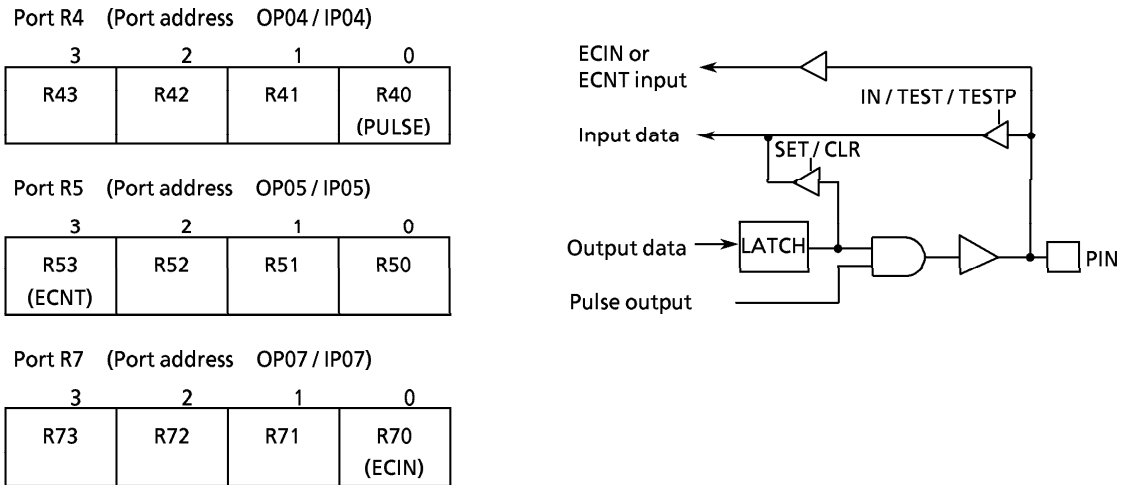 Port R4 (Port address OP04 / IP04)
3 2 1 0
R43 R42 R41 R40
(PULSE)
Port R5 (Port address OP05 / IP05)
3 2 1 0
R53 R52 R51 R50
(ECNT)
Port R7 (Port address OP07 / IP07)
3 2 1 0
R73 R72 R71 R70
(ECIN)
ECIN or
ECNT input
IN / TEST / TESTP
Input data
SET / CLR
Output data
LATCH
PIN
Pulse output